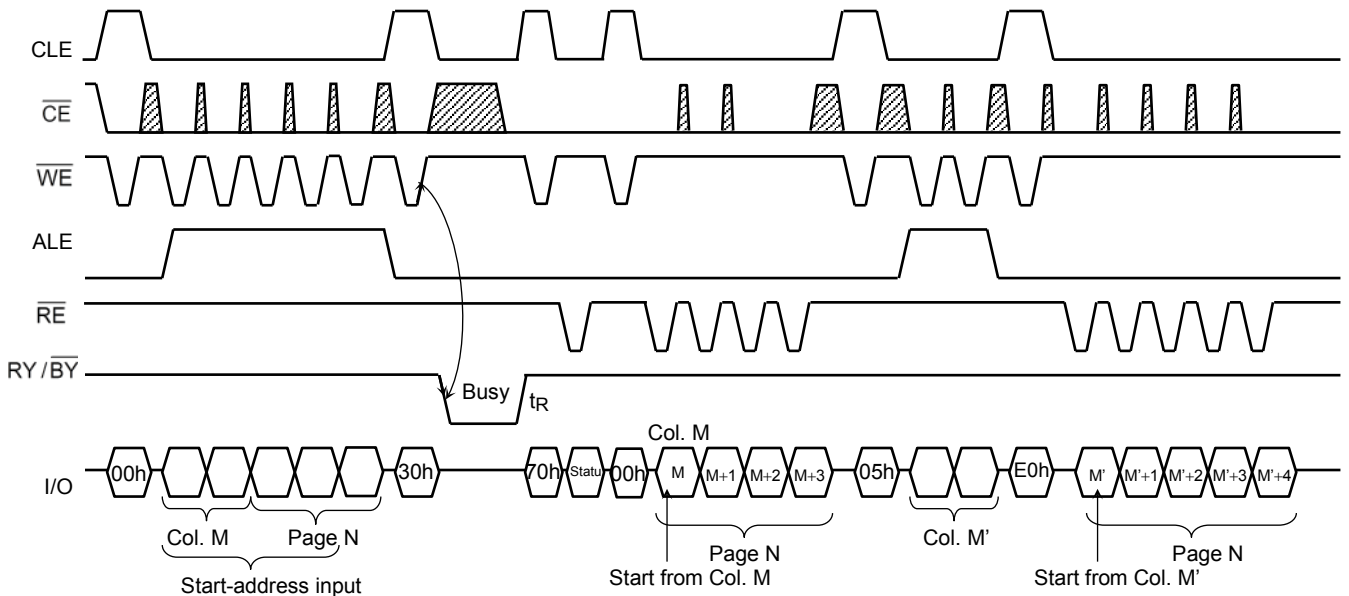 CLE
CE
WE
ALE
RE
RY / BY
Busy
tR
Col. M
I/O
00h
30h
70h
Statu
00h
M
M+1
M+2
M+3
05h
E0h
M'
M'+1
M'+2
M'+3
M'+4
Col. M
Page N
Start-address input
Page N
Start from Col. M
Col. M'
Page N
Start from Col. M'